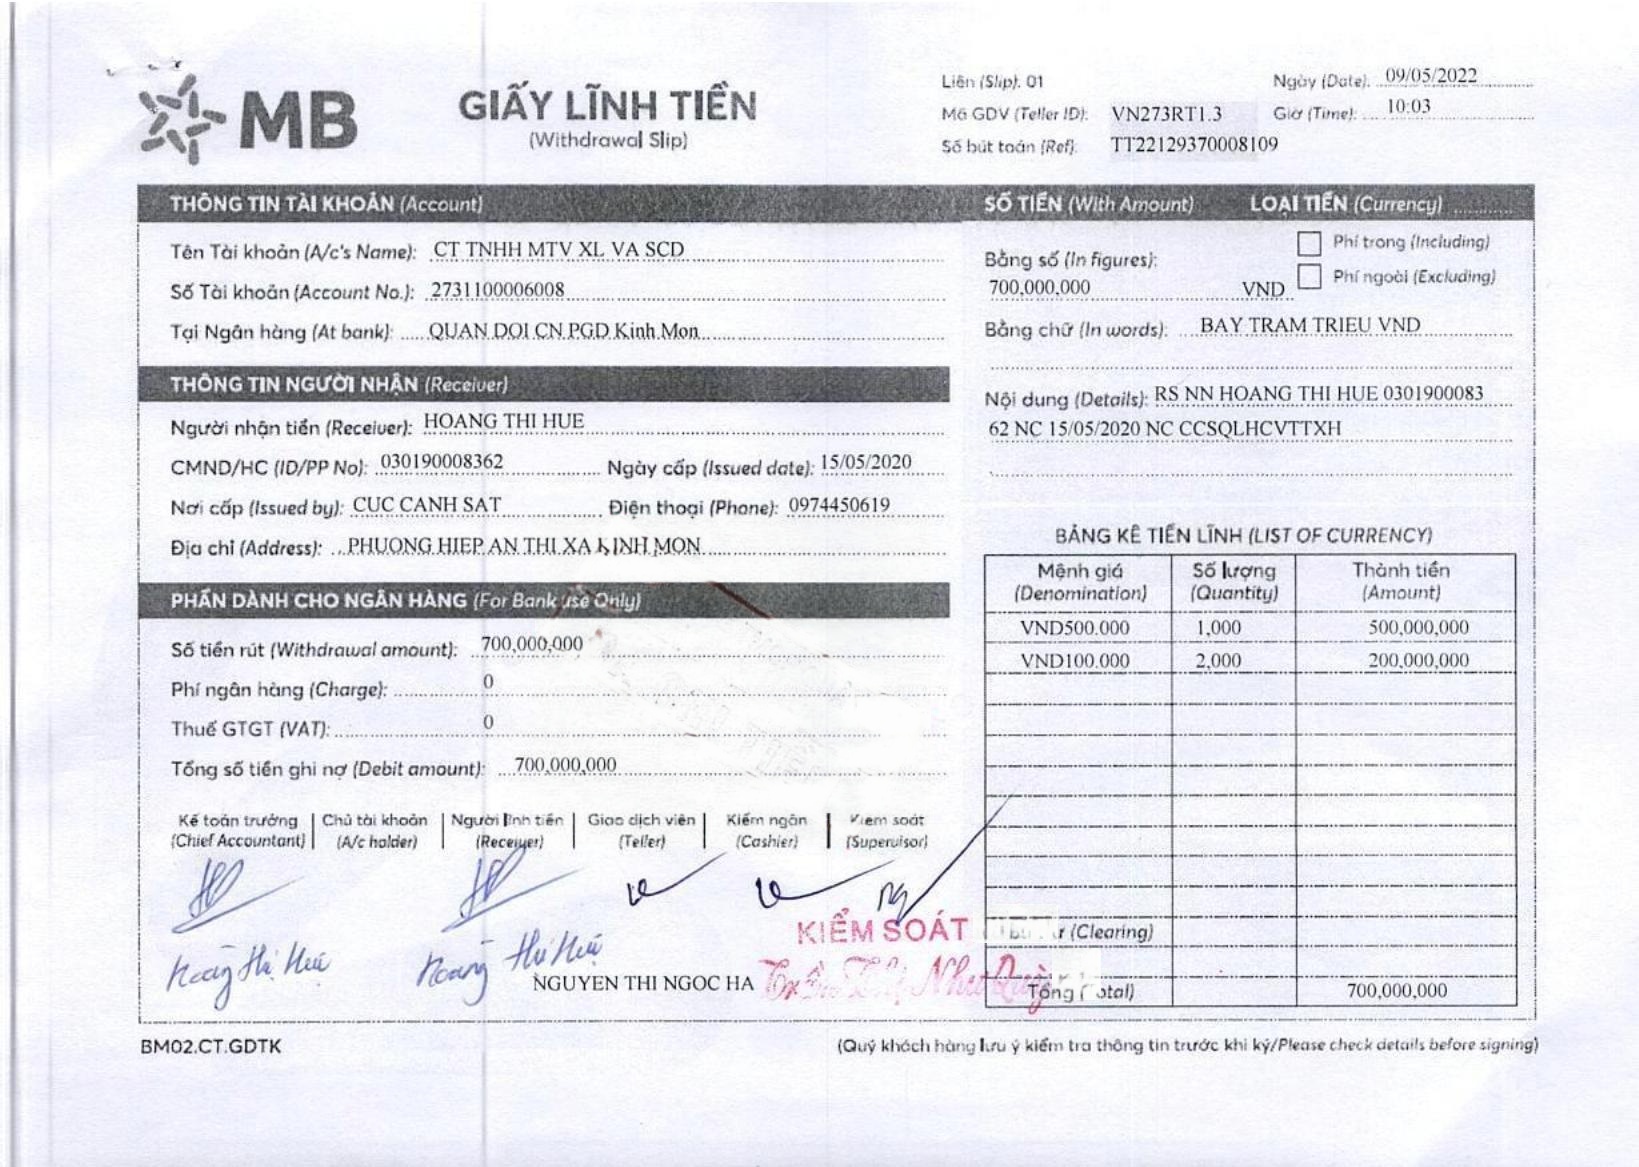 MB
GIẤY LĨNH TIỀN
(Withdrawal Slip)
Liên (Slip): 01
Mã GDV (Teller ID): VN273RT1.3
Số bút toán (Ref): TT22129370008109
Ngày (Date): 09/05/2022
Giờ (Time): 10:03
THÔNG TIN TÀI KHOẢN (Account)
Tên Tài khoản (A/c's Name): CT TNHH MTV XL VA SCD
Số Tài khoản (Account No.): 2731100006008
Tại Ngân hàng (At bank): QUAN DOI CN PGD Kinh Mon
THÔNG TIN NGƯỜI NHẬN (Receiver)
Người nhận tiền (Receiver): HOANG THI HUE
CMND/HC (ID/PP No): 030190008362 Ngày cấp (Issued date): 15/05/2020
Nơi cấp (Issued by): CUC CANH SAT Điện thoại (Phone): 0974450619
Địa chỉ (Address): PHUONG HIEP AN THI XA KINH MON
PHẦN DÀNH CHO NGÂN HÀNG (For Bank use Only)
Số tiền rút (Withdrawal amount): 700,000,000
Phí ngân hàng (Charge): 0
Thuế GTGT (VAT): 0
Tổng số tiền ghi nợ (Debit amount): 700,000,000
SỐ TIỀN (With Amount) LOẠI TIỀN (Currency)
Bằng số (In figures):
700,000,000 VND
Phí trong (Including)
Phí ngoài (Excluding)
Bằng chữ (In words): BAY TRAM TRIEU VND
Nội dung (Details): RS NN HOANG THI HUE 0301900083
62 NC 15/05/2020 NC CCSQLHCVTTXH
BẢNG KÊ TIỀN LĨNH (LIST OF CURRENCY)
Mệnh giá Số lượng Thành tiền
(Denomination) (Quantity) (Amount)
VND500.000 1,000 500,000,000
VND100.000 2,000 200,000,000
(Clearing)
Tổng (Total) 700,000,000
Kế toán trưởng Chủ tài khoản Người lĩnh tiền Giao dịch viên Kiểm ngân Kiểm soát
(Chief Accountant) (A/c holder) (Receiver) (Teller) (Cashier) (Supervisor)
KIỂM SOÁT
Hoàng Thị Huế Hoàng Thị Huế
NGUYEN THI NGOC HA
BM02.CT.GDTK
(Quý khách hàng lưu ý kiểm tra thông tin trước khi ký/Please check details before signing)